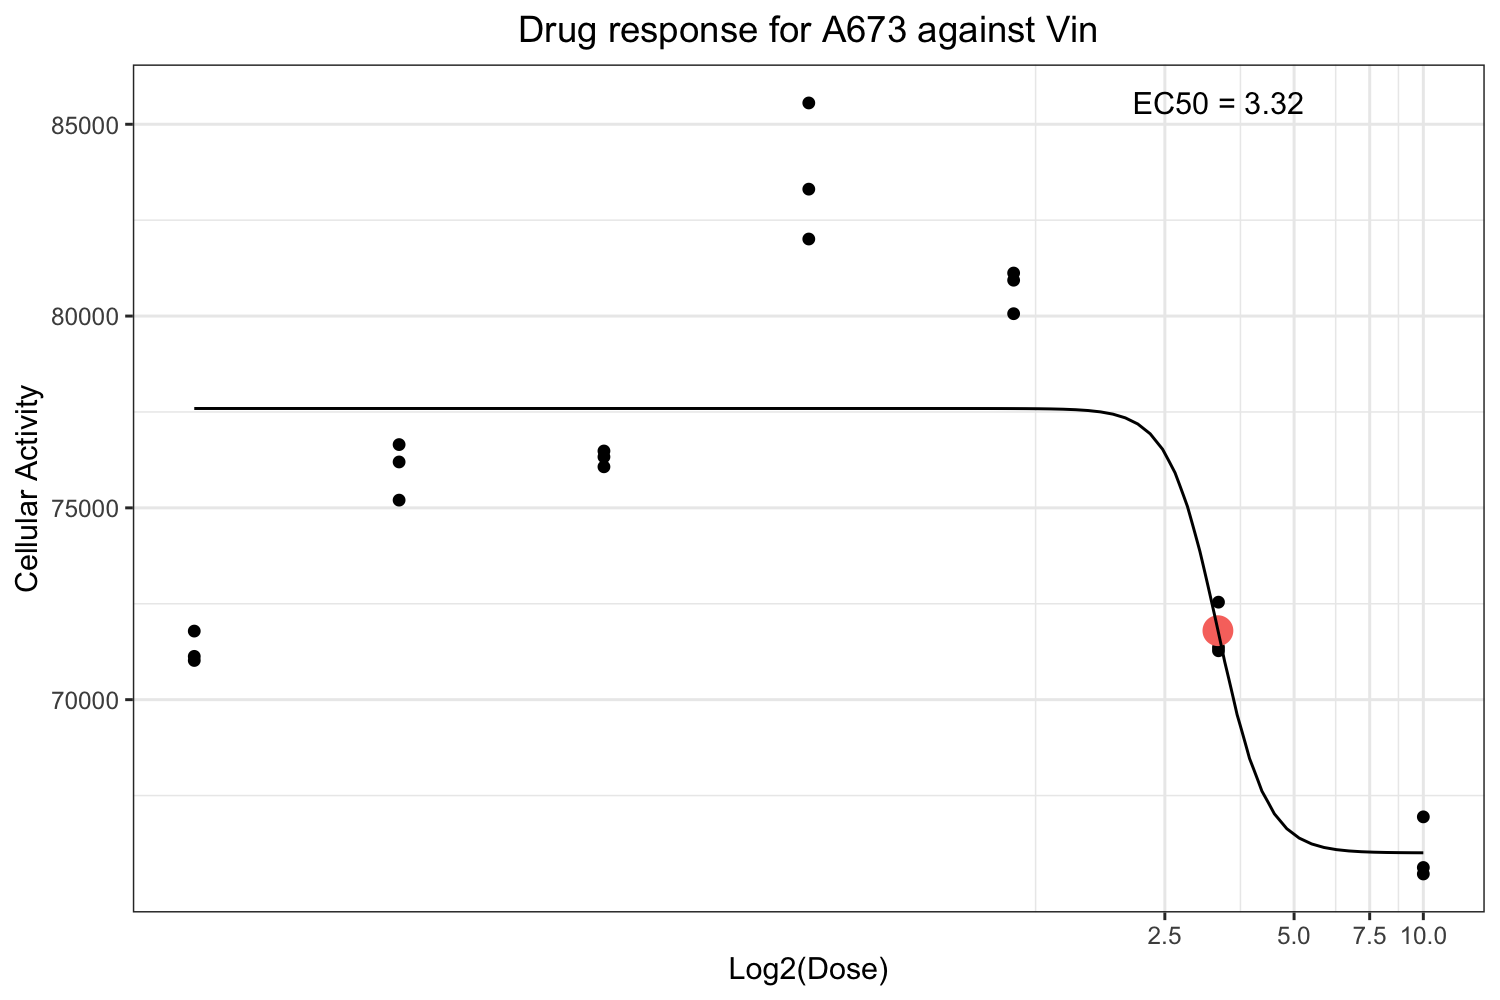 Drug response for A673 against Vin
EC50 = 3.32
85000
80000
75000
70000
Cellular Activity
2.5 5.0 7.5 10.0
Log2(Dose)